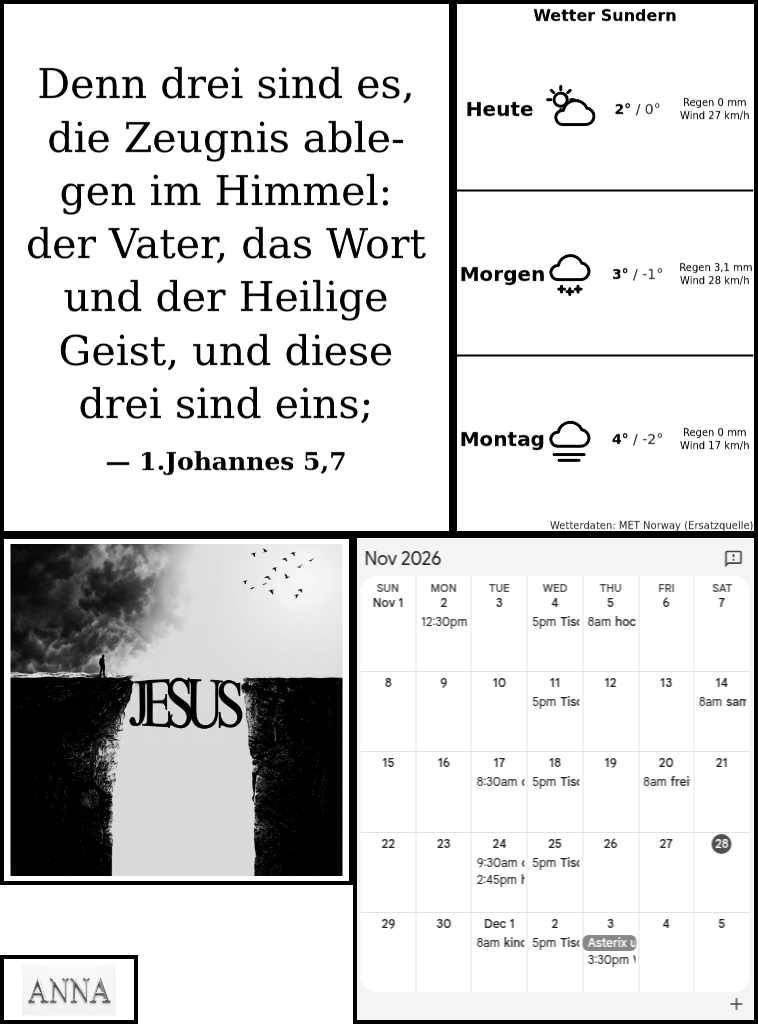 Denn drei sind es,
die Zeugnis able-
gen im Himmel:
der Vater, das Wort
und der Heilige
Geist, und diese
drei sind eins;
— 1.Johannes 5,7
Wetter Sundern
Heute 2° / 0° Regen 0 mm
Wind 27 km/h
Morgen 3° / -1° Regen 3,1 mm
Wind 28 km/h
Montag 4° / -2° Regen 0 mm
Wind 17 km/h
Wetterdaten: MET Norway (Ersatzquelle)
JESUS
ANNA
Nov 2026
SUN MON TUE WED THU FRI SAT
Nov 1 2 3 4 5 6 7
12:30pm 5pm Tisc 8am hoc
8 9 10 11 12 13 14
5pm Tisc 8am sam
15 16 17 18 19 20 21
8:30am 5pm Tisc 8am frei
22 23 24 25 26 27 28
9:30am 5pm Tisc
2:45pm
29 30 Dec 1 2 3 4 5
8am kinc 5pm Tisc Asterix u
3:30pm
+